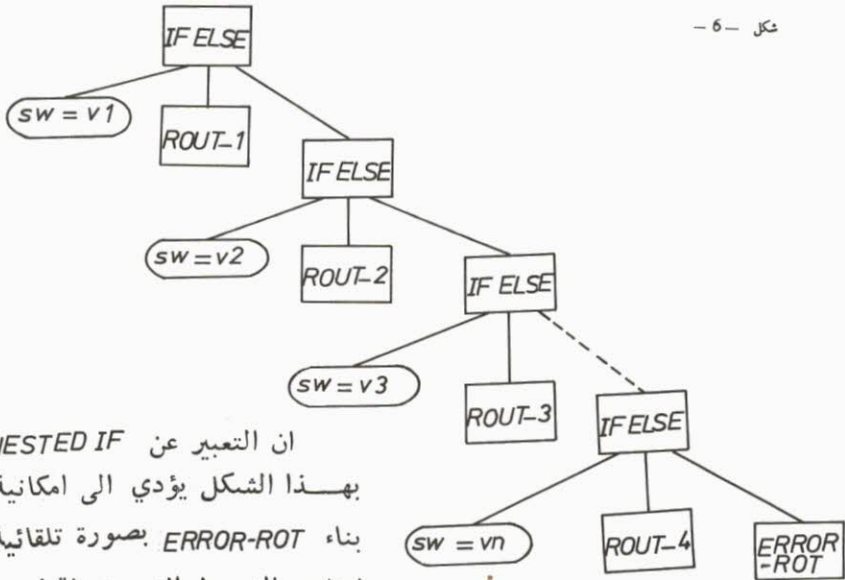 شكل –6–
IF ELSE
sw = v1
ROUT–1
IF ELSE
sw = v2
ROUT–2
IF ELSE
sw = v3
ROUT–3
IF ELSE
sw = vn
ROUT–4
ERROR
-ROT
ان التعبير عن NESTED IF
بهذا الشكل يؤدي الى امكانية
بناء ERROR-ROT بصورة تلقائية